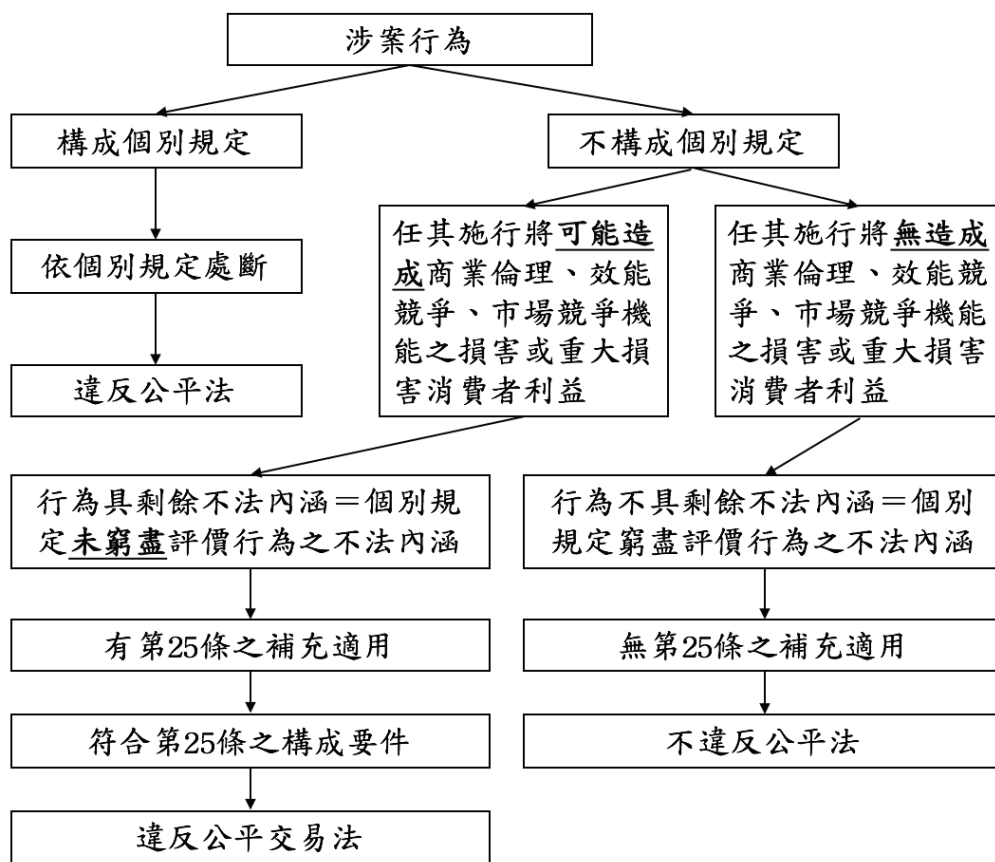 涉案行為
構成個別規定
不構成個別規定
依個別規定處斷
違反公平法
任其施行將可能造
成商業倫理、效能
競爭、市場競爭機
能之損害或重大損
害消費者利益
任其施行將無造成
商業倫理、效能競
爭、市場競爭機能
之損害或重大損害
消費者利益
行為具剩餘不法內涵＝個別規
定未窮盡評價行為之不法內涵
行為不具剩餘不法內涵＝個別
規定窮盡評價行為之不法內涵
有第25條之補充適用
無第25條之補充適用
符合第25條之構成要件
不違反公平法
違反公平交易法